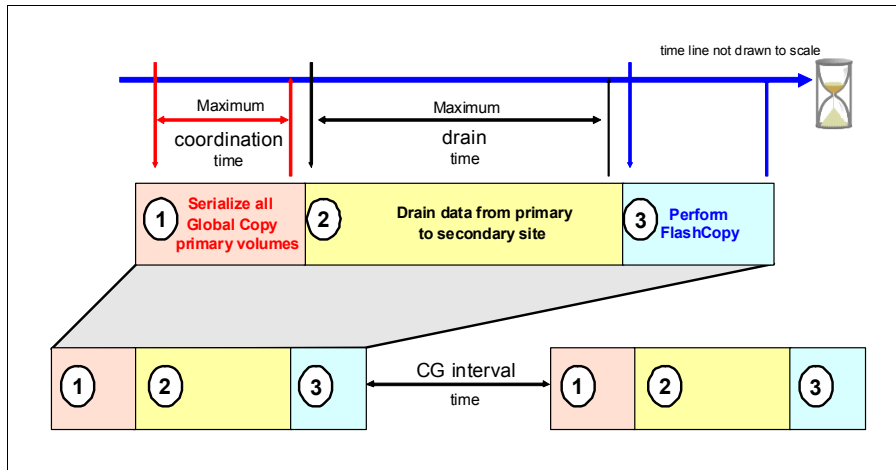 time line not drawn to scale
Maximum
coordination
time
Maximum
drain
time
1
Serialize all
Global Copy
primary volumes
2
Drain data from primary
to secondary site
3
Perform
FlashCopy
1
2
3
CG interval
time
1
2
3